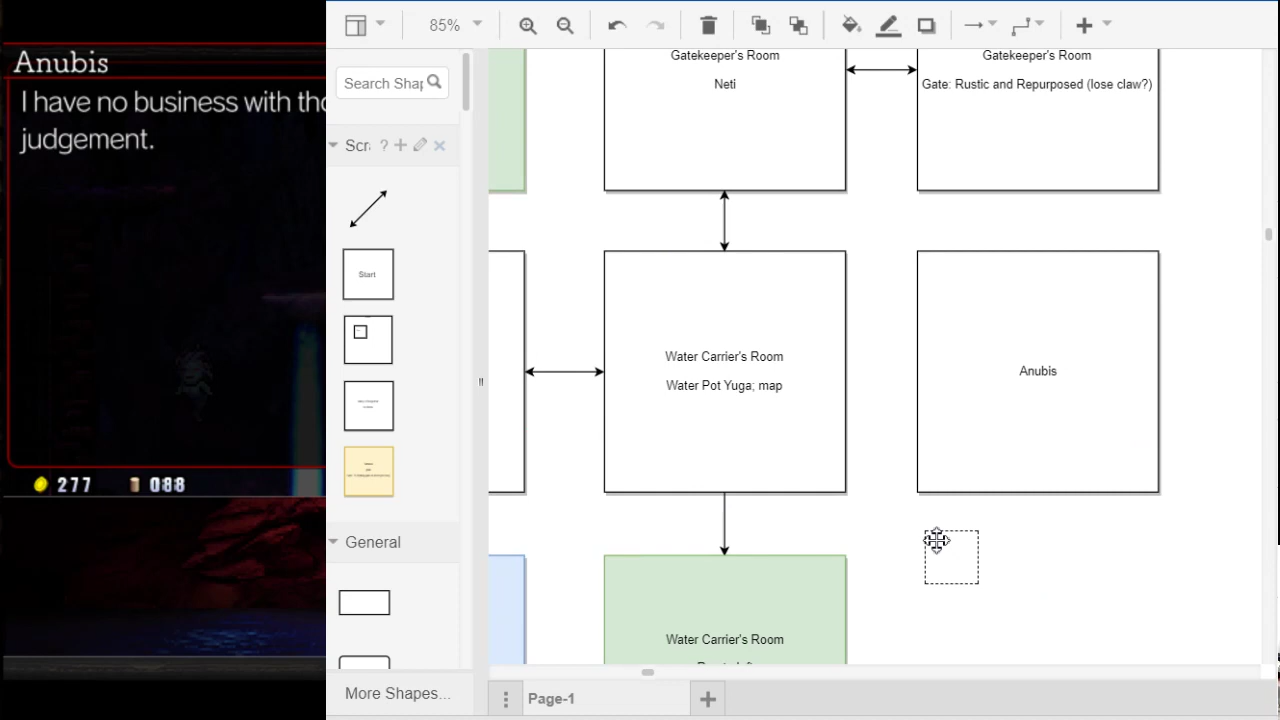 Anubis
I have no business with tho
judgement.
277
088
85%
Search Shap
Scr
?
Start
General
More Shapes...
Page-1
Gatekeeper's Room
Neti
Gatekeeper's Room
Gate: Rustic and Repurposed (lose claw?)
Water Carrier's Room
Water Pot Yuga; map
Anubis
Water Carrier's Room